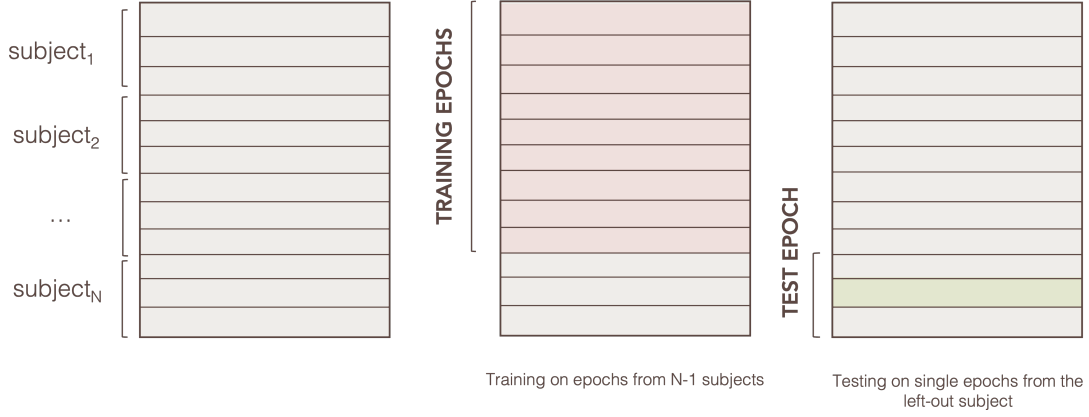 subject1
subject2
...
subjectN
TRAINING EPOCHS
Training on epochs from N-1 subjects
TEST EPOCH
Testing on single epochs from the
left-out subject